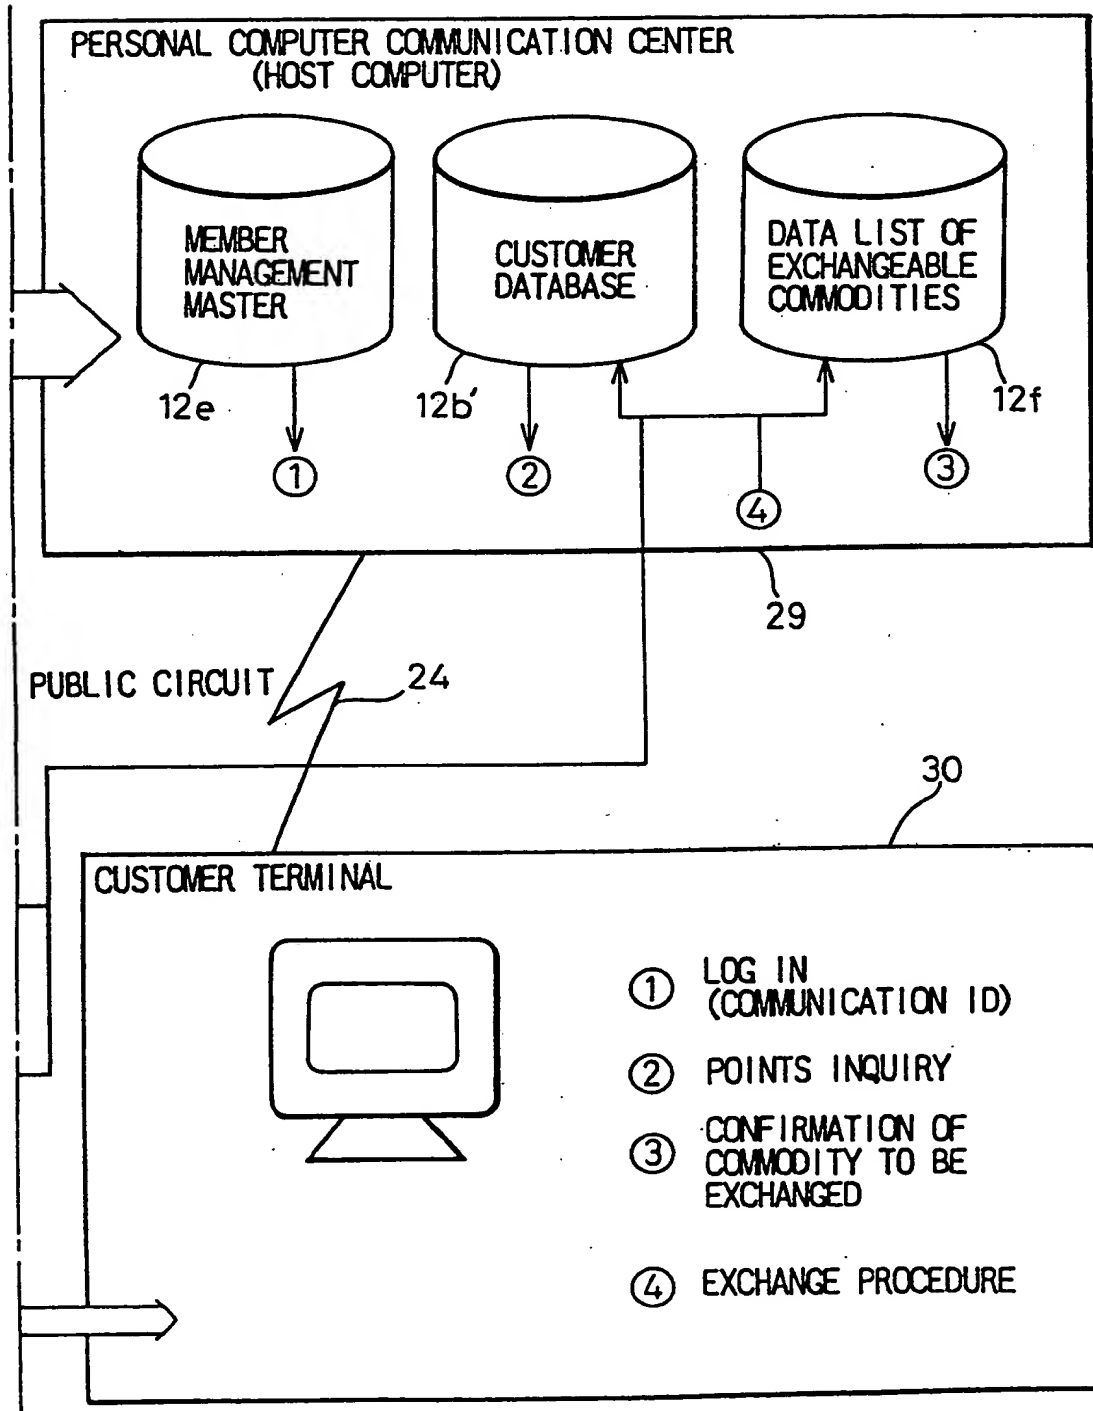 PERSONAL COMPUTER COMMUNICATION CENTER
(HOST COMPUTER)
MEMBER
MANAGEMENT
MASTER
CUSTOMER
DATABASE
DATA LIST OF
EXCHANGEABLE
COMMODITIES
12e
12b'
12f
①
②
③
④
29
PUBLIC CIRCUIT
24
30
CUSTOMER TERMINAL
① LOG IN
(COMMUNICATION ID)
② POINTS INQUIRY
③ CONFIRMATION OF
COMMODITY TO BE
EXCHANGED
④ EXCHANGE PROCEDURE